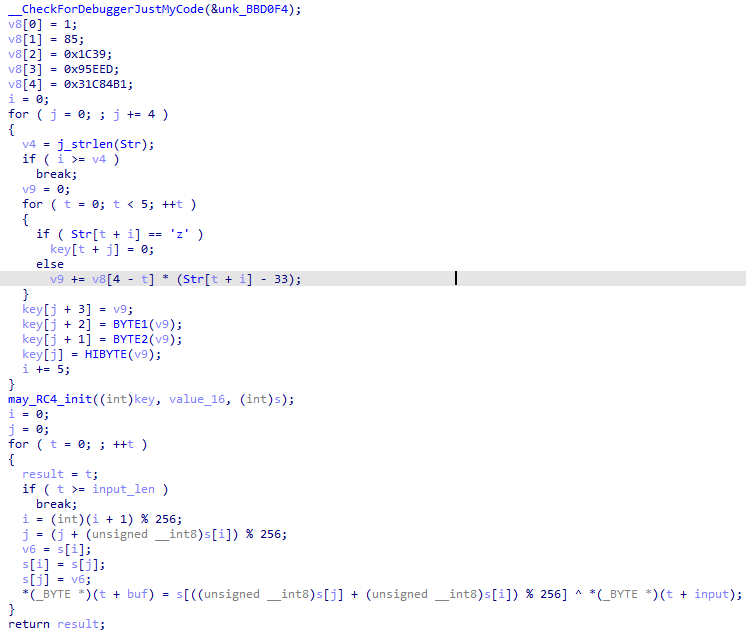 __CheckForDebuggerJustMyCode(&unk_BBD0F4);
v8[0] = 1;
v8[1] = 85;
v8[2] = 0x1C39;
v8[3] = 0x95EED;
v8[4] = 0x31C84B1;
i = 0;
for ( j = 0; ; j += 4 )
{
v4 = j_strlen(Str);
if ( i >= v4 )
break;
v9 = 0;
for ( t = 0; t < 5; ++t )
{
if ( Str[t + i] == 'z' )
key[t + j] = 0;
else
v9 += v8[4 - t] * (Str[t + i] - 33);
}
key[j + 3] = v9;
key[j + 2] = BYTE1(v9);
key[j + 1] = BYTE2(v9);
key[j] = HIBYTE(v9);
i += 5;
}
may_RC4_init((int)key, value_16, (int)s);
i = 0;
j = 0;
for ( t = 0; ; ++t )
{
result = t;
if ( t >= input_len )
break;
i = (int)(i + 1) % 256;
j = (j + (unsigned __int8)s[i]) % 256;
v6 = s[i];
s[i] = s[j];
s[j] = v6;
*(_BYTE *)(t + buf) = s[((unsigned __int8)s[j] + (unsigned __int8)s[i]) % 256] ^ *(_BYTE *)(t + input);
}
return result;